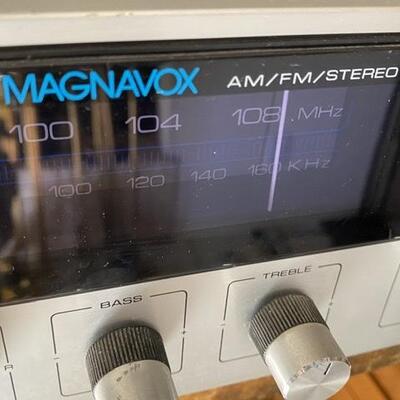 MAGNAVOX AM/FM/STEREO
100 104 108 MHz
100 120 140 160 KHz
BASS TREBLE
R